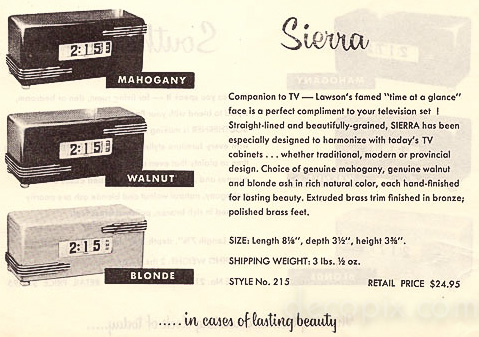 Sierra
2:15
MAHOGANY
2:15
WALNUT
2:15
BLONDE
Companion to TV — Lawson's famed "time at a glance"
face is a perfect compliment to your television set !
Straight-lined and beautifully-grained, SIERRA has been
especially designed to harmonize with today's TV
cabinets . . . whether traditional, modern or provincial
design. Choice of genuine mahogany, genuine walnut
and blonde ash in rich natural color, each hand-finished
for lasting beauty. Extruded brass trim finished in bronze;
polished brass feet.
SIZE: Length 8⅛", depth 3½", height 3¾".
SHIPPING WEIGHT: 3 lbs. ½ oz.
STYLE No. 215 RETAIL PRICE $24.95
..... in cases of lasting beauty